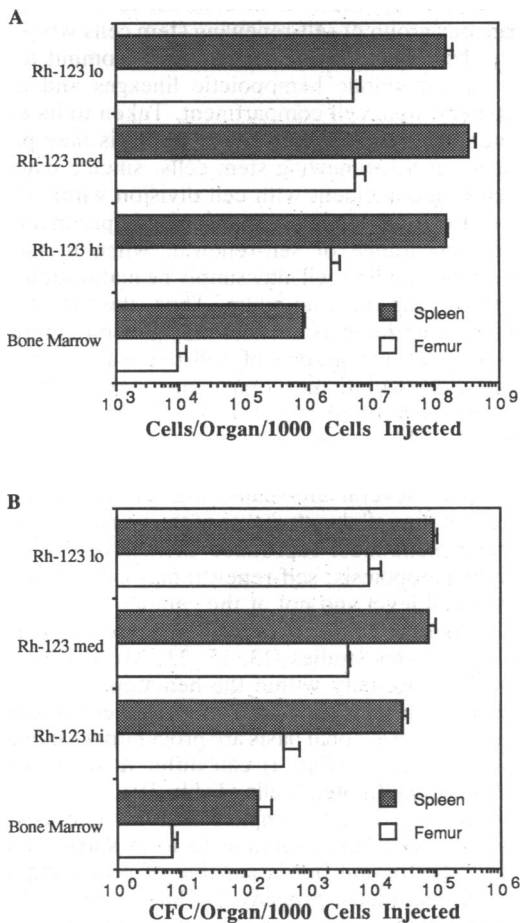 A
Rh-123 lo
Rh-123 med
Rh-123 hi
Bone Marrow
Spleen
Femur
10^3 10^4 10^5 10^6 10^7 10^8 10^9
Cells/Organ/1000 Cells Injected
B
Rh-123 lo
Rh-123 med
Rh-123 hi
Bone Marrow
Spleen
Femur
10^0 10^1 10^2 10^3 10^4 10^5 10^6
CFC/Organ/1000 Cells Injected